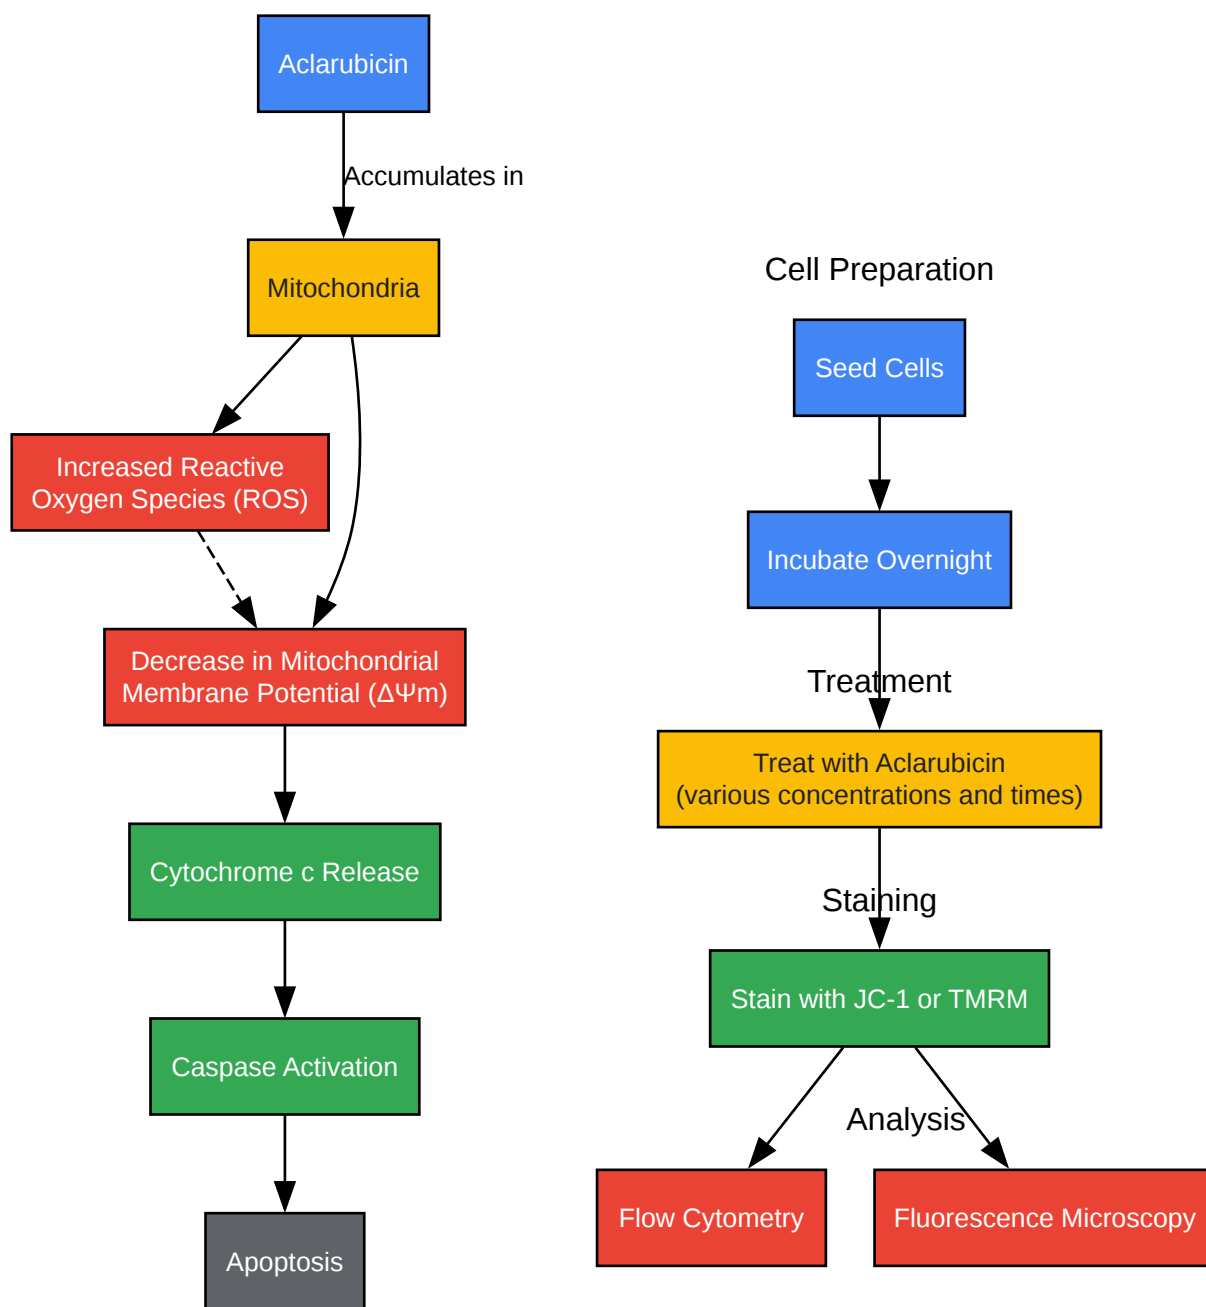 Aclarubicin
Accumulates in
Mitochondria
Increased Reactive
Oxygen Species (ROS)
Decrease in Mitochondrial
Membrane Potential (ΔΨm)
Cytochrome c Release
Caspase Activation
Apoptosis
Cell Preparation
Seed Cells
Incubate Overnight
Treatment
Treat with Aclarubicin
(various concentrations and times)
Staining
Stain with JC-1 or TMRM
Analysis
Flow Cytometry
Fluorescence Microscopy